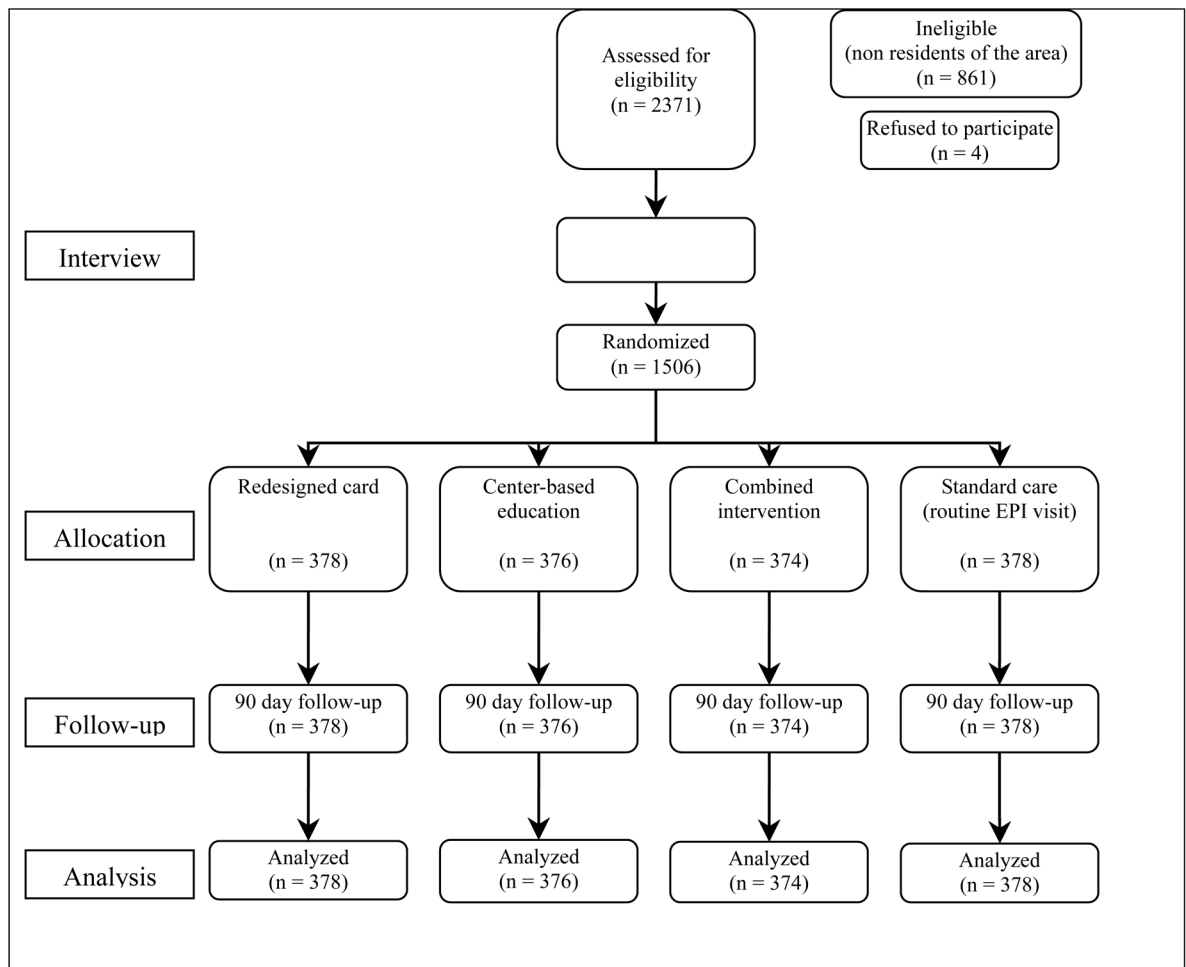 Assessed for
eligibility
(n = 2371)
Ineligible
(non residents of the area)
(n = 861)
Refused to participate
(n = 4)
Interview
Randomized
(n = 1506)
Allocation
Redesigned card
(n = 378)
Center-based
education
(n = 376)
Combined
intervention
(n = 374)
Standard care
(routine EPI visit)
(n = 378)
Follow-up
90 day follow-up
(n = 378)
90 day follow-up
(n = 376)
90 day follow-up
(n = 374)
90 day follow-up
(n = 378)
Analysis
Analyzed
(n = 378)
Analyzed
(n = 376)
Analyzed
(n = 374)
Analyzed
(n = 378)